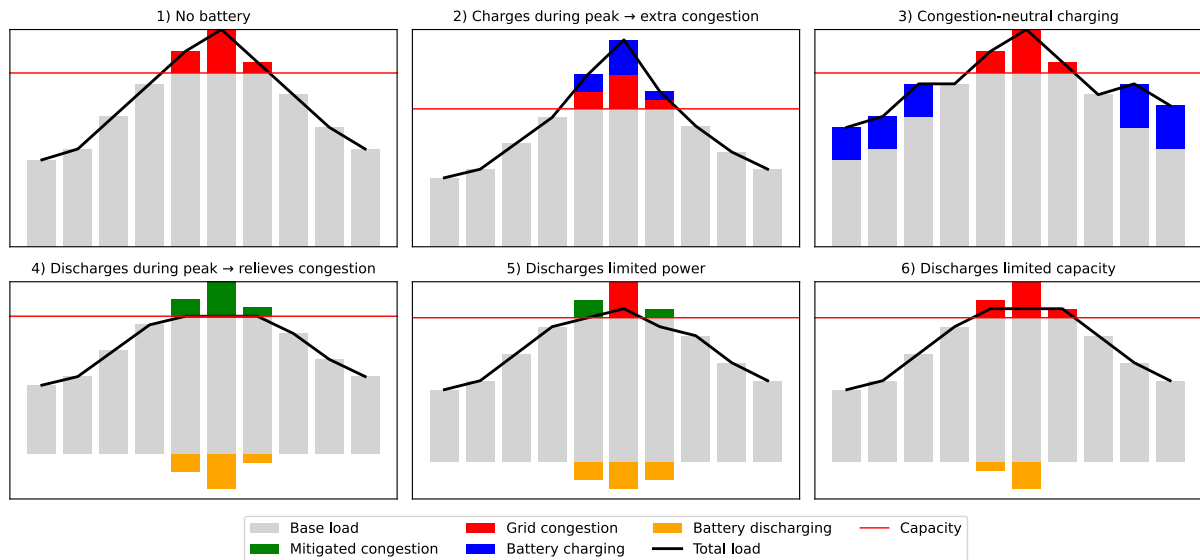 1) No battery
2) Charges during peak → extra congestion
3) Congestion-neutral charging
4) Discharges during peak → relieves congestion
5) Discharges limited power
6) Discharges limited capacity
Base load
Mitigated congestion
Grid congestion
Battery charging
Battery discharging
Total load
Capacity